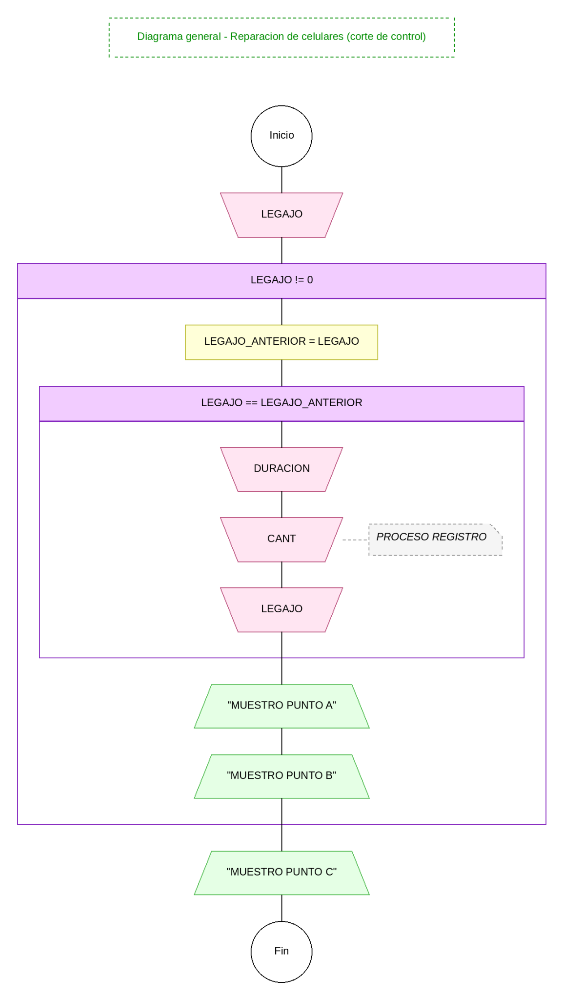 Diagrama general - Reparacion de celulares (corte de control)
Inicio
LEGAJO
LEGAJO != 0
LEGAJO_ANTERIOR = LEGAJO
LEGAJO == LEGAJO_ANTERIOR
DURACION
CANT
PROCESO REGISTRO
LEGAJO
"MUESTRO PUNTO A"
"MUESTRO PUNTO B"
"MUESTRO PUNTO C"
Fin